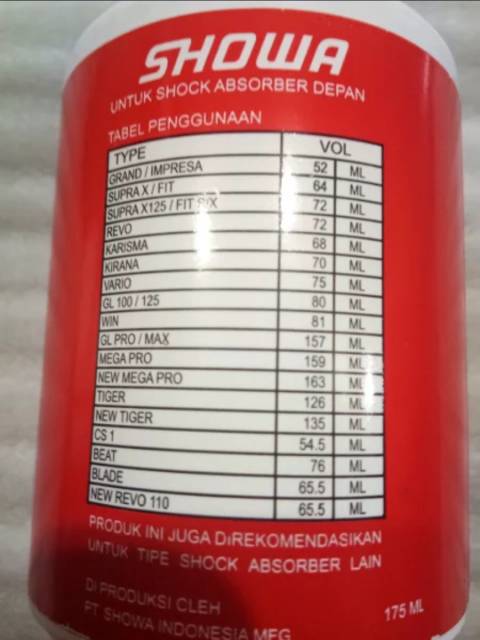 SHOWA
UNTUK SHOCK ABSORBER DEPAN
TABEL PENGGUNAAN
TYPE VOL
GRAND / IMPRESA 52 ML
SUPRA X / FIT 64 ML
SUPRA X125 / FIT S/X 72 ML
REVO 72 ML
KARISMA 68 ML
KIRANA 70 ML
VARIO 75 ML
GL 100 / 125 80 ML
WIN 81 ML
GL PRO / MAX 157 ML
MEGA PRO 159 ML
NEW MEGA PRO 163 ML
TIGER 126 ML
NEW TIGER 135 ML
CS 1 54.5 ML
BEAT 76 ML
BLADE 65.5 ML
NEW REVO 110 65.5 ML
PRODUK INI JUGA DiREKOMENDASIKAN
UNTUK TIPE SHOCK ABSORBER LAIN
DI PRODUKSI OLEH
PT SHOWA INDONESIA MFG
175 ML